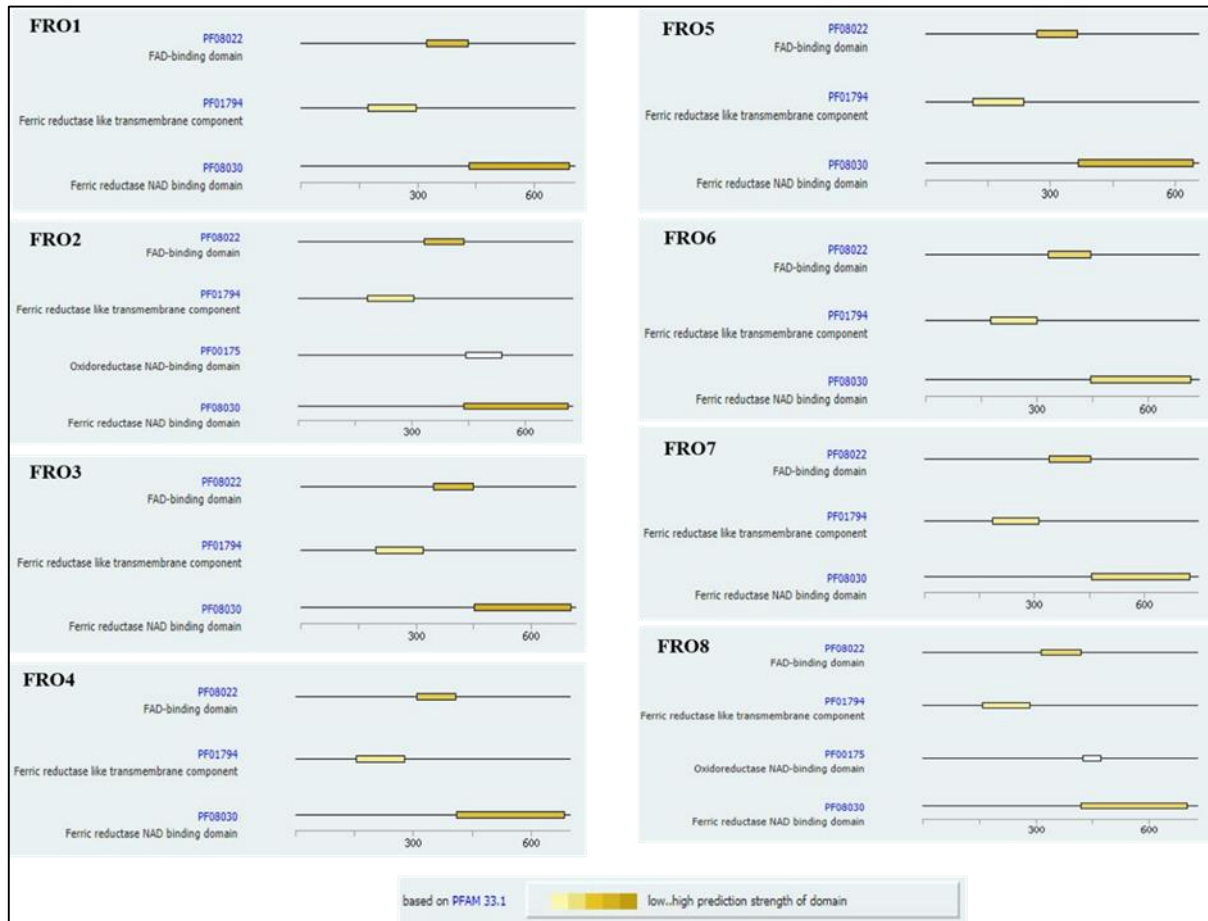 FRO1
PF08022
FAD-binding domain
PF01794
Ferric reductase like transmembrane component
PF08030
Ferric reductase NAD binding domain
300 600
FRO2
PF08022
FAD-binding domain
PF01794
Ferric reductase like transmembrane component
PF00175
Oxidoreductase NAD-binding domain
PF08030
Ferric reductase NAD binding domain
300 600
FRO3
PF08022
FAD-binding domain
PF01794
Ferric reductase like transmembrane component
PF08030
Ferric reductase NAD binding domain
300 600
FRO4
PF08022
FAD-binding domain
PF01794
Ferric reductase like transmembrane component
PF08030
Ferric reductase NAD binding domain
300 600
FRO5
PF08022
FAD-binding domain
PF01794
Ferric reductase like transmembrane component
PF08030
Ferric reductase NAD binding domain
300 600
FRO6
PF08022
FAD-binding domain
PF01794
Ferric reductase like transmembrane component
PF08030
Ferric reductase NAD binding domain
300 600
FRO7
PF08022
FAD-binding domain
PF01794
Ferric reductase like transmembrane component
PF08030
Ferric reductase NAD binding domain
300 600
FRO8
PF08022
FAD-binding domain
PF01794
Ferric reductase like transmembrane component
PF00175
Oxidoreductase NAD-binding domain
PF08030
Ferric reductase NAD binding domain
300 600
based on PFAM 33.1 low..high prediction strength of domain